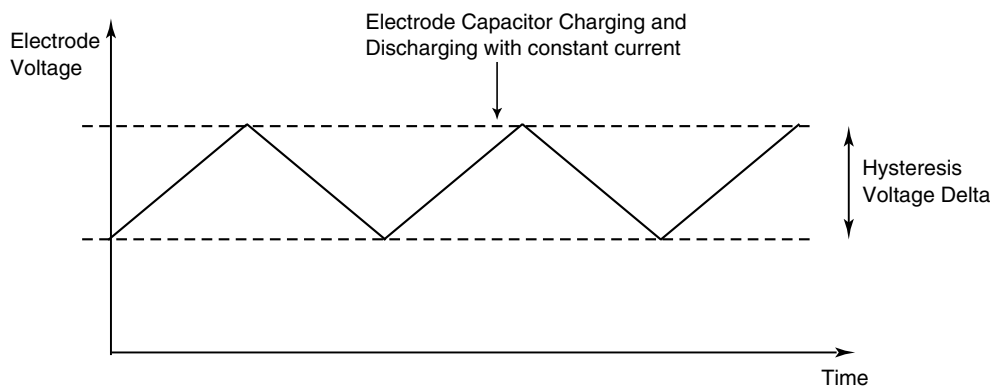 Electrode Capacitor Charging and
Discharging with constant current
Electrode
Voltage
Hysteresis
Voltage Delta
Time